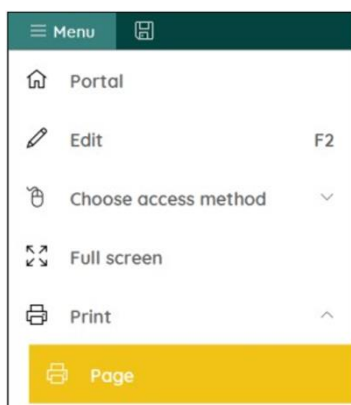 Menu
Portal
Edit F2
Choose access method
Full screen
Print
Page